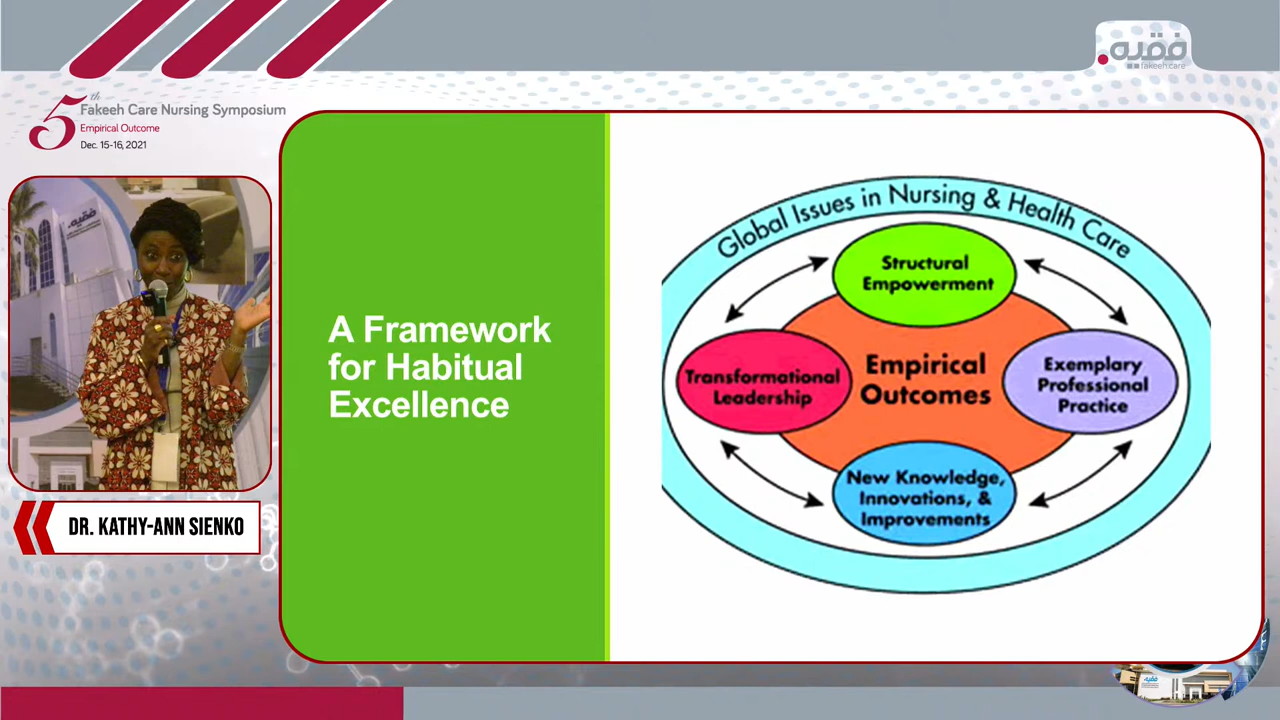 فقيه
fakeeh.care
5th
Fakeeh Care Nursing Symposium
Empirical Outcome
Dec. 15-16, 2021
فقيه
DR. KATHY-ANN SIENKO
A Framework
for Habitual
Excellence
Global Issues in Nursing & Health Care
Structural
Empowerment
Transformational
Leadership
Empirical
Outcomes
Exemplary
Professional
Practice
New Knowledge,
Innovations, &
Improvements